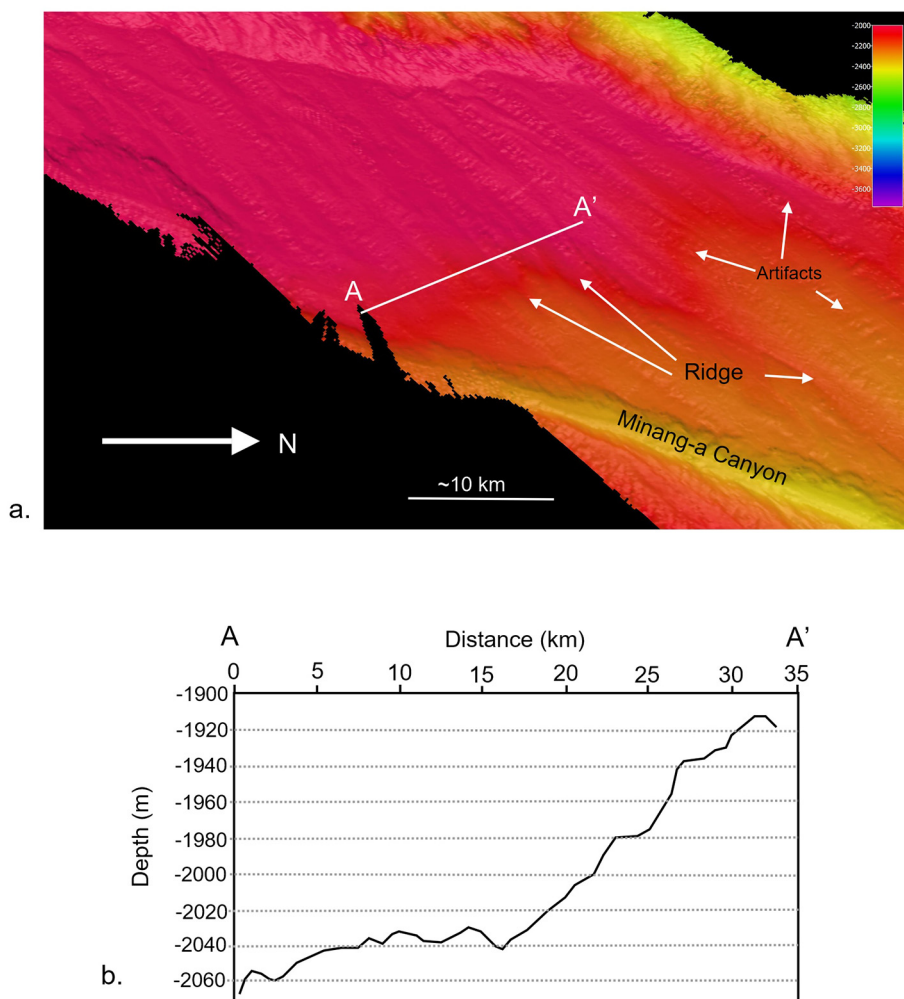 -2000
-2200
-2400
-2600
-2800
-3000
-3200
-3400
-3600
A'
Artifacts
A
Ridge
Minang-a Canyon
N
~10 km
a.
A
Distance (km)
A'
0 5 10 15 20 25 30 35
-1900
-1920
-1940
-1960
-1980
-2000
-2020
-2040
-2060
Depth (m)
b.